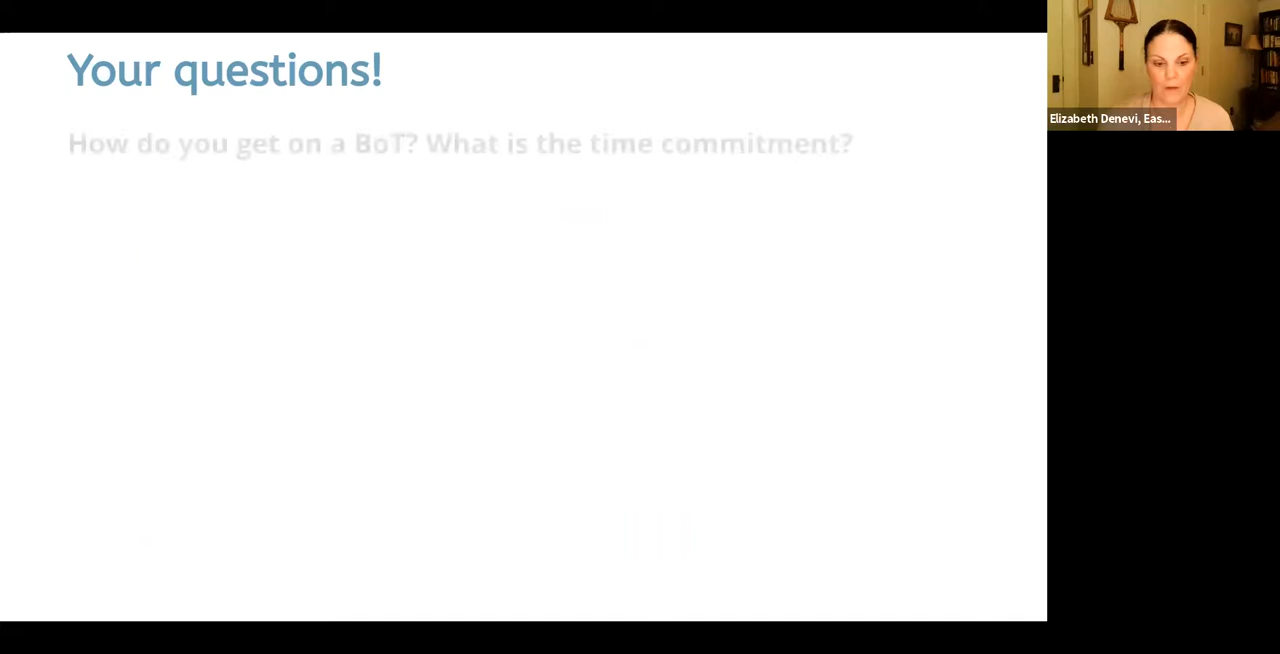 Your questions!
How do you get on a BoT? What is the time commitment?
Elizabeth Denevi, Eas...